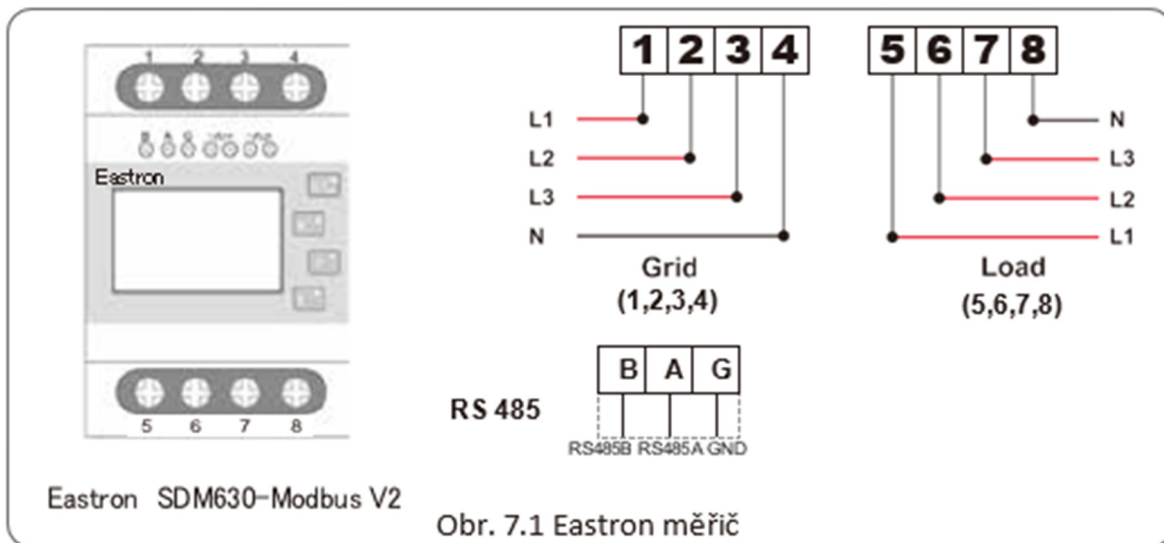 1 2 3 4
B A G
Eastron
5 6 7 8
Eastron SDM630-Modbus V2
1 2 3 4
L1
L2
L3
N
Grid
(1,2,3,4)
5 6 7 8
N
L3
L2
L1
Load
(5,6,7,8)
RS 485
B A G
RS485B RS485A GND
Obr. 7.1 Eastron měřič